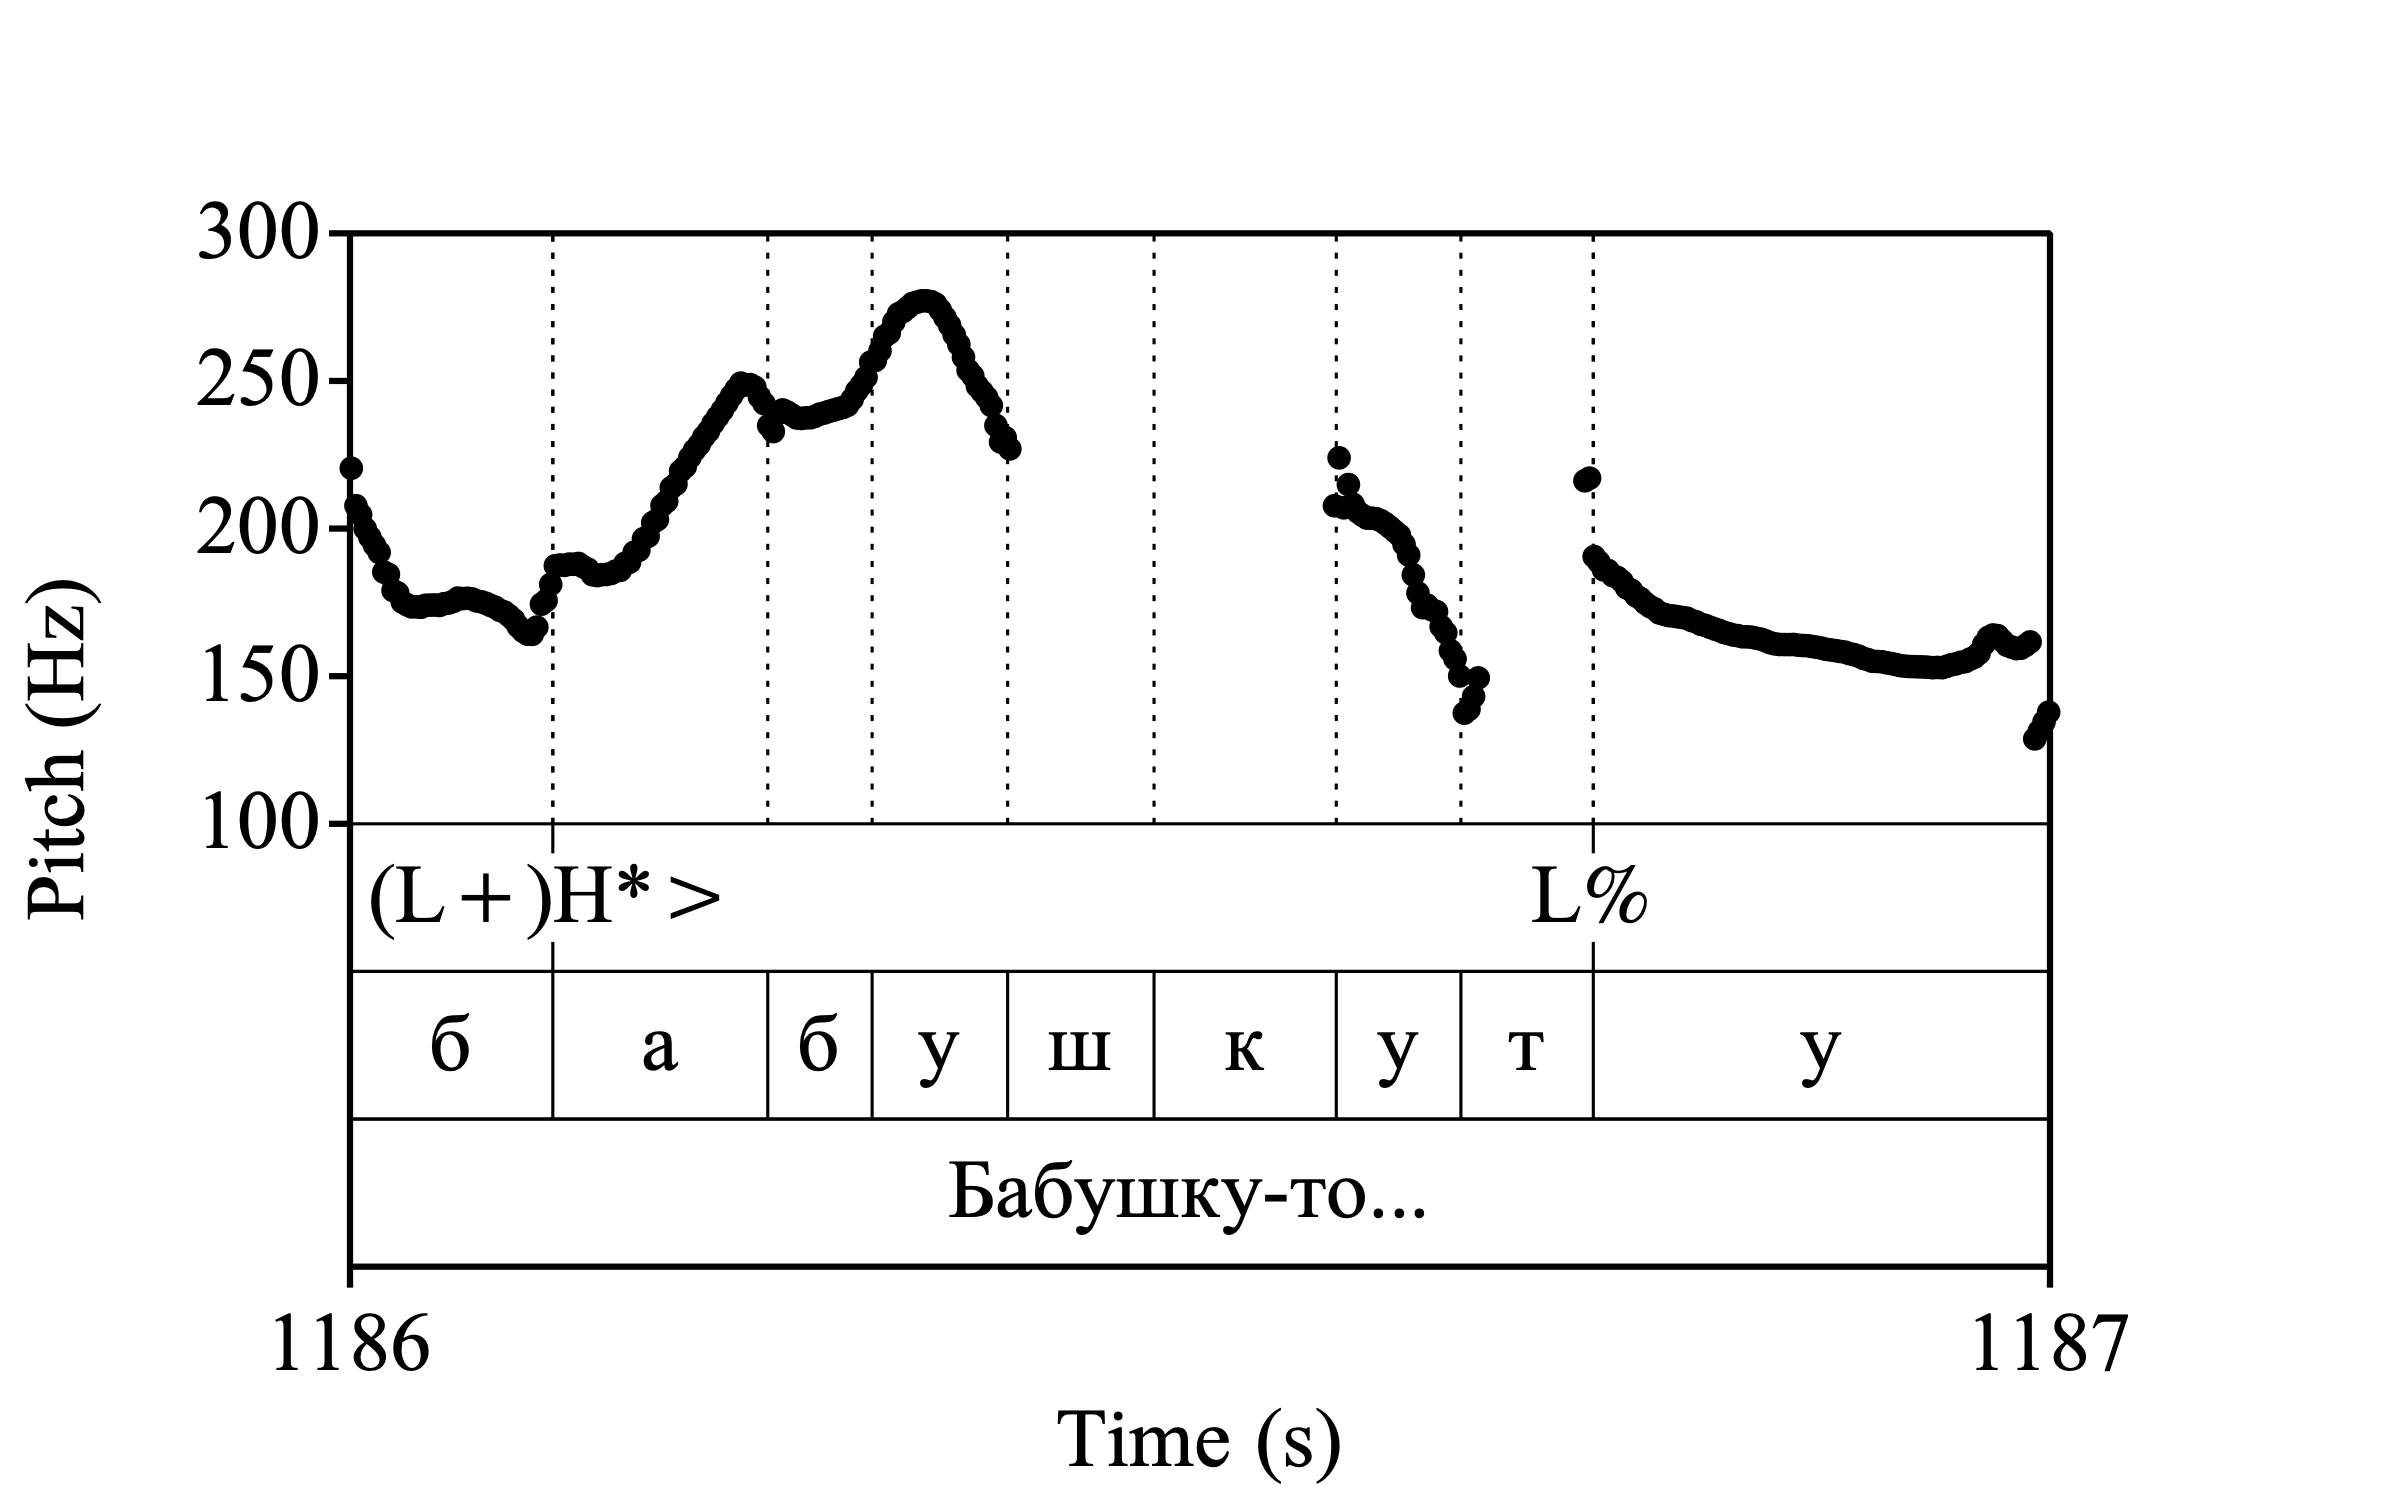 300
250
200
150
100
Pitch (Hz)
(L+)H*> L%
б а б у ш к у т у
Бабушку-то...
1186 1187
Time (s)